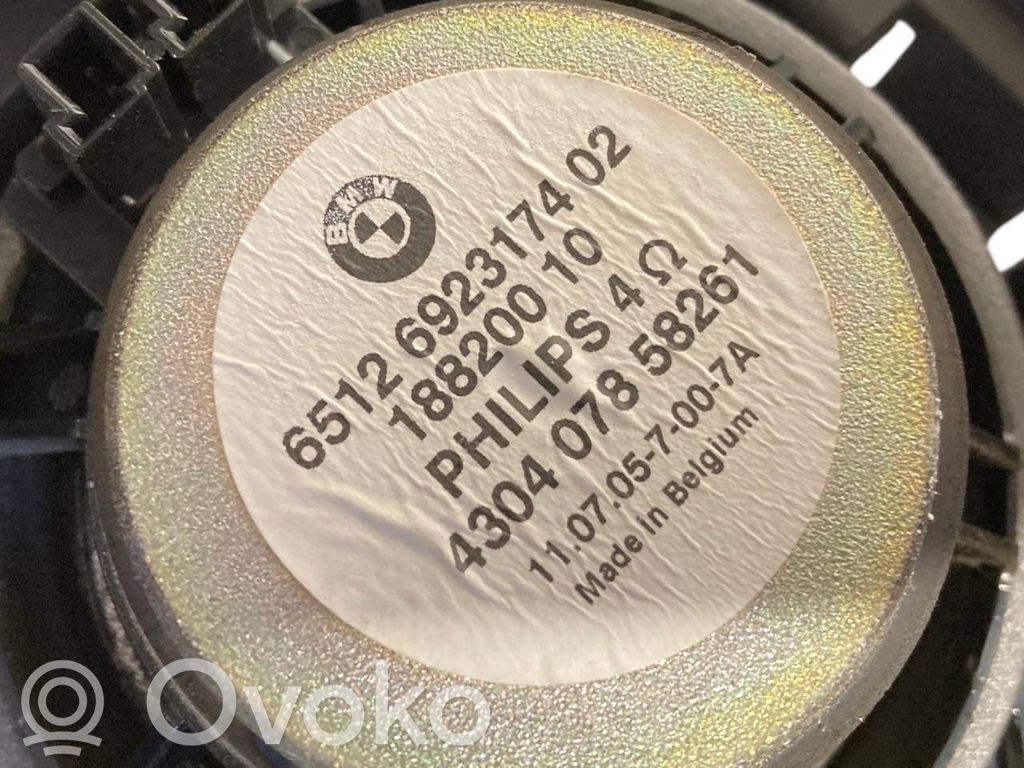 BMW
6512 6923174 02
188200 10
PHILIPS 4 Ω
4304 078 58261
11.07.05-7-00-7A
Made in Belgium
Ovoko